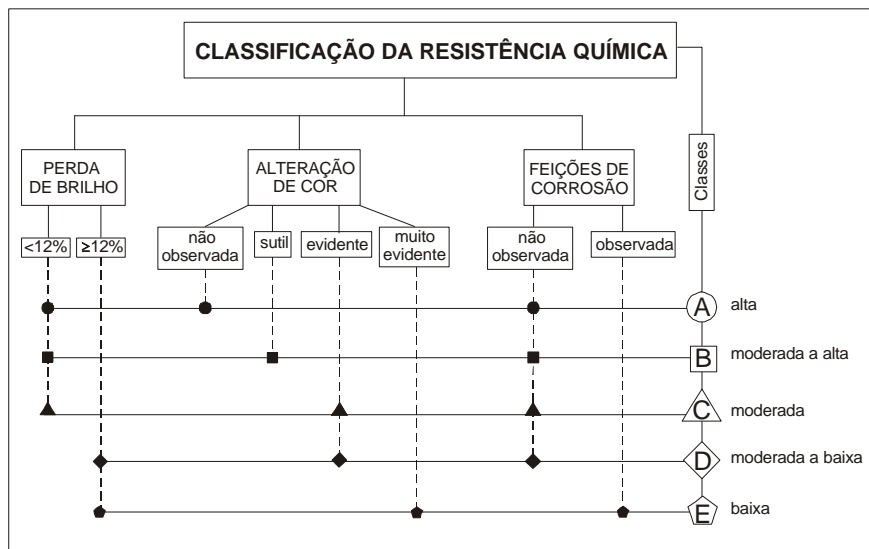 CLASSIFICAÇÃO DA RESISTÊNCIA QUÍMICA
Classes
PERDA
DE BRILHO
ALTERAÇÃO
DE COR
FEIÇÕES DE
CORROSÃO
<12%
≥12%
não
observada
sutil
evidente
muito
evidente
não
observada
observada
A
alta
B
moderada a alta
C
moderada
D
moderada a baixa
E
baixa